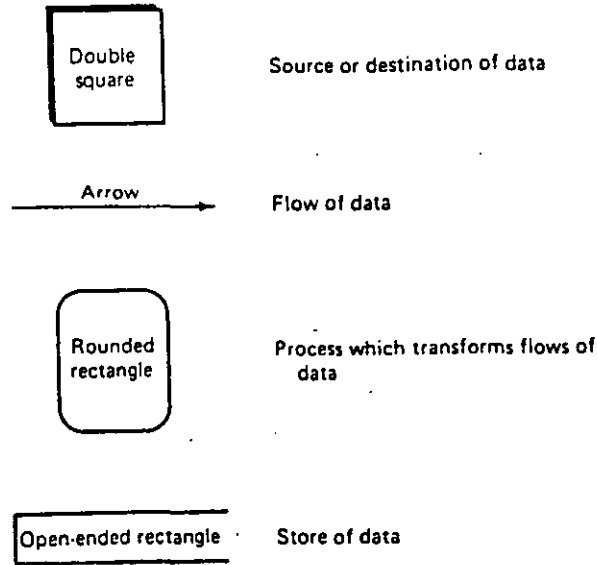 Double
square
Source or destination of data
Arrow
Flow of data
Rounded
rectangle
Process which transforms flows of
data
Open-ended rectangle
Store of data